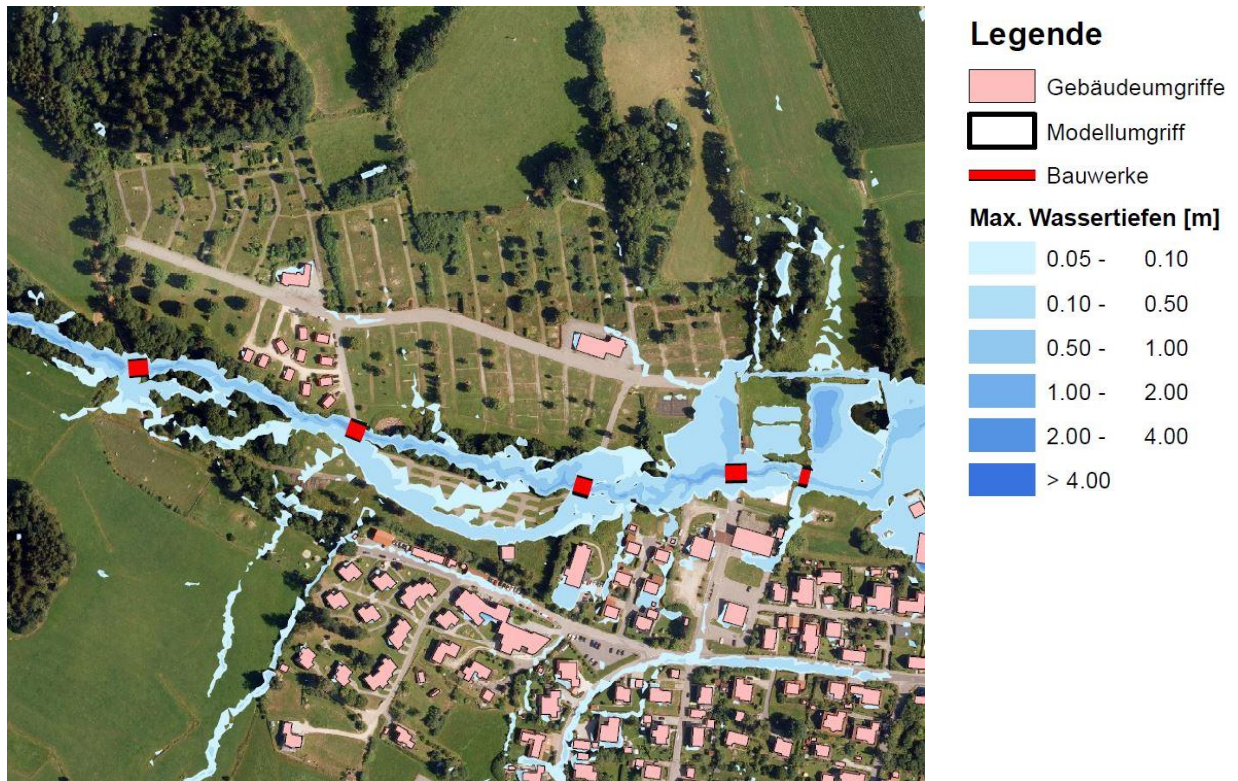 Legende
Gebäudeumgriffe
Modellumgriff
Bauwerke
Max. Wassertiefen [m]
0.05 - 0.10
0.10 - 0.50
0.50 - 1.00
1.00 - 2.00
2.00 - 4.00
> 4.00